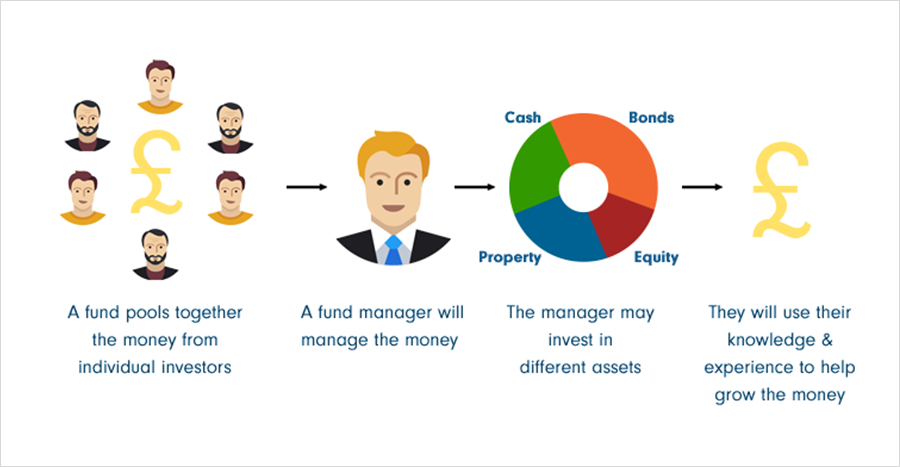 Cash
Bonds
Property
Equity
A fund pools together
the money from
individual investors
A fund manager will
manage the money
The manager may
invest in
different assets
They will use their
knowledge &
experience to help
grow the money
£
£